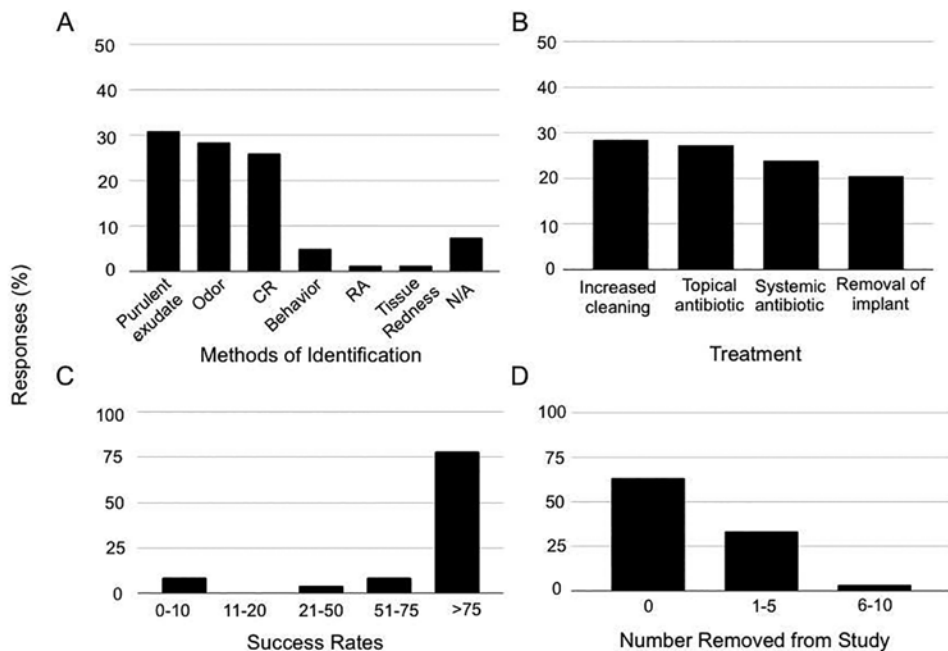 A
50
40
30
20
10
0
Purulent
exudate
Odor
CR
Behavior
RA
Tissue
Redness
N/A
Methods of Identification
B
50
40
30
20
10
0
Increased
cleaning
Topical
antibiotic
Systemic
antibiotic
Removal of
implant
Treatment
Responses (%)
C
100
75
50
25
0
0-10
11-20
21-50
51-75
>75
Success Rates
D
100
75
50
25
0
0
1-5
6-10
Number Removed from Study